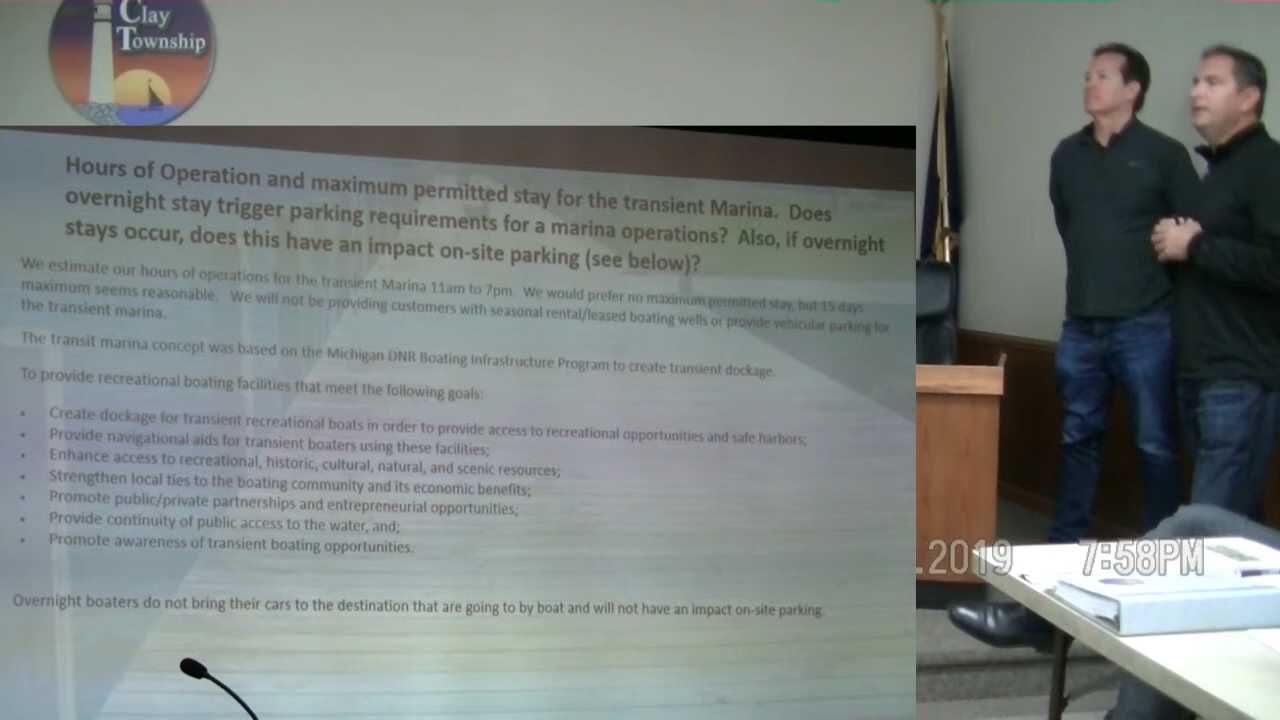 Clay
Township
Hours of Operation and maximum permitted stay for the transient Marina. Does
overnight stay trigger parking requirements for a marina operations? Also, if overnight
stays occur, does this have an impact on-site parking (see below)?
We estimate our hours of operations for the transient Marina 11am to 7pm. We would prefer no maximum permitted stay, but 15 days
maximum seems reasonable. We will not be providing customers with seasonal rental/leased boating wells or provide vehicular parking for
the transient marina.
The transit marina concept was based on the Michigan DNR Boating Infrastructure Program to create transient dockage.
To provide recreational boating facilities that meet the following goals:
• Create dockage for transient recreational boats in order to provide access to recreational opportunities and safe harbors;
• Provide navigational aids for transient boaters using these facilities;
• Enhance access to recreational, historic, cultural, natural, and scenic resources;
• Strengthen local ties to the boating community and its economic benefits;
• Promote public/private partnerships and entrepreneurial opportunities;
• Provide continuity of public access to the water, and;
• Promote awareness of transient boating opportunities.
Overnight boaters do not bring their cars to the destination that are going to by boat and will not have an impact on-site parking.
.2019 7:58PM